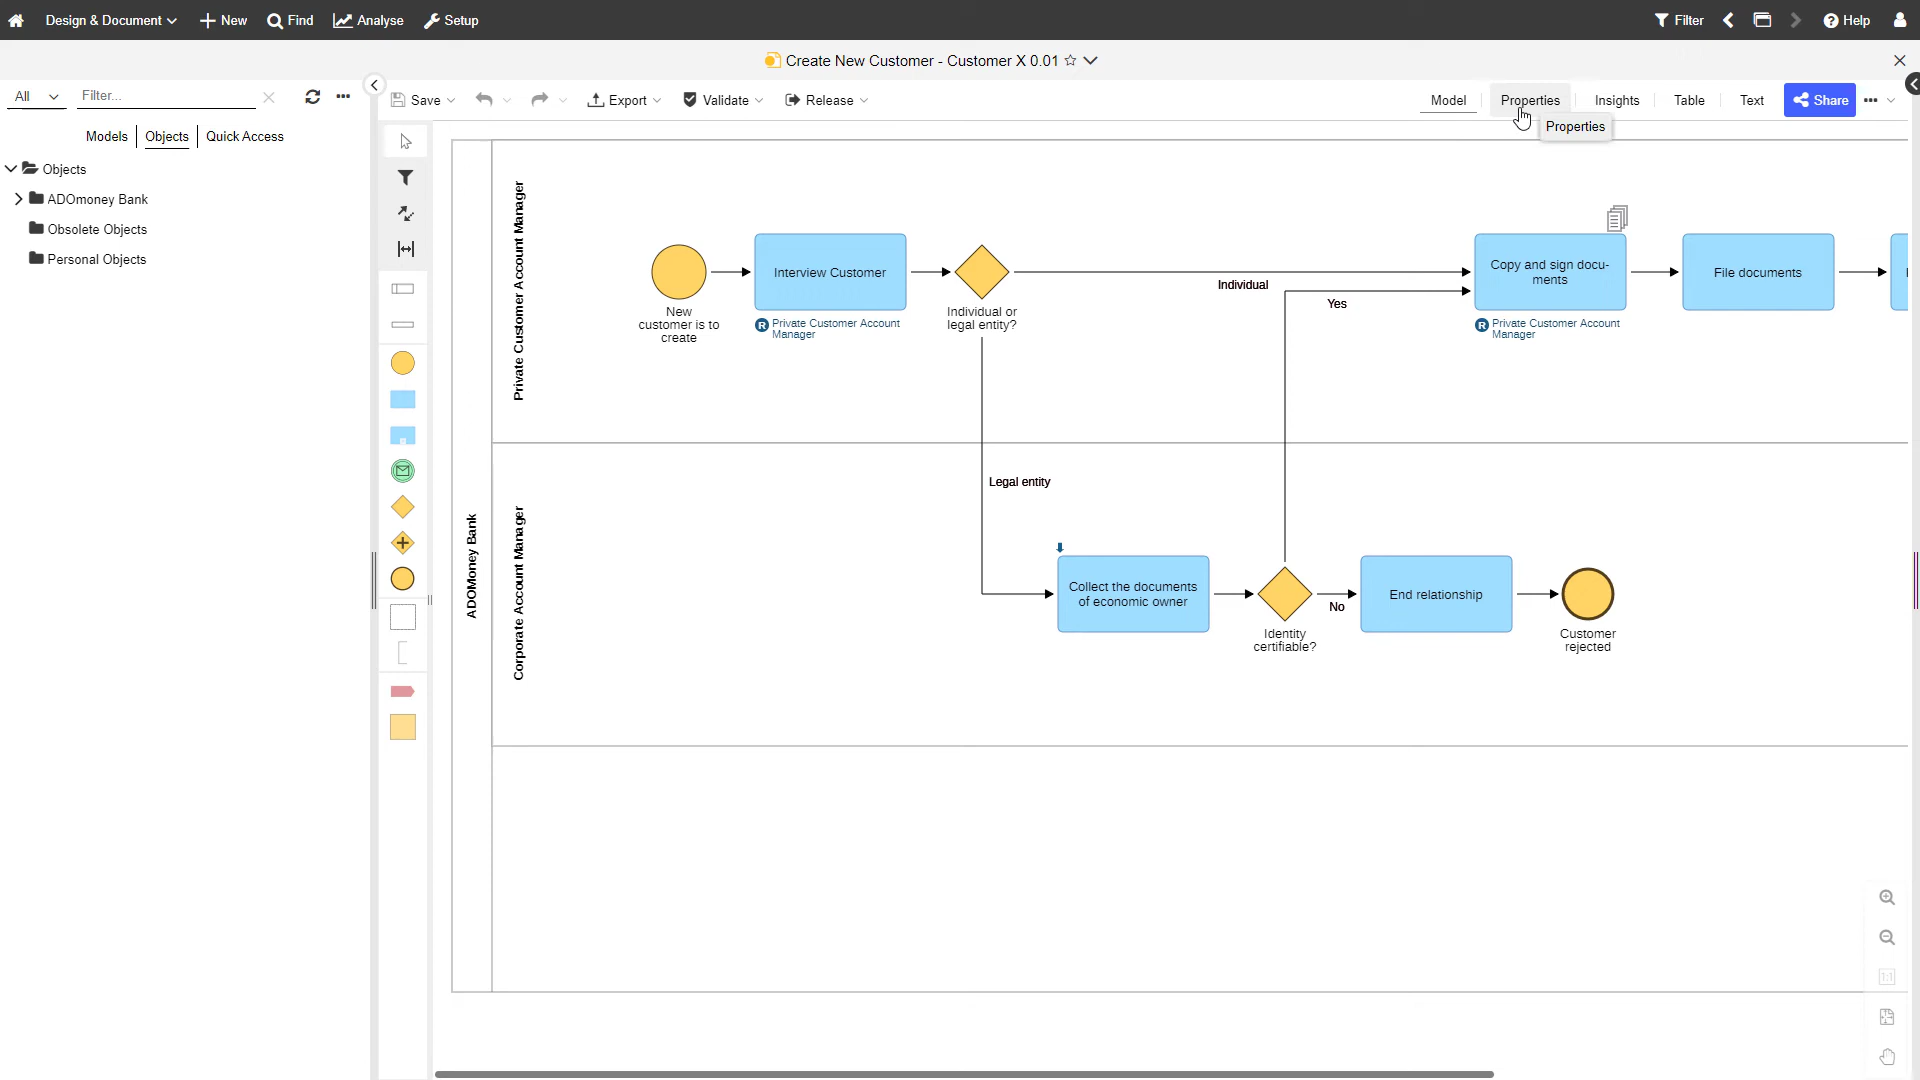 Design & Document
New
Find
Analyse
Setup
Filter
Help
Create New Customer - Customer X 0.01
All
Filter...
Save
Export
Validate
Release
Model
Properties
Insights
Table
Text
Share
Properties
Models
Objects
Quick Access
Objects
ADOmoney Bank
Obsolete Objects
Personal Objects
ADOMoney Bank
Private Customer Account Manager
New
customer is to
create
Interview Customer
R Private Customer Account
Manager
Individual or
legal entity?
Individual
Yes
Copy and sign docu-
ments
R Private Customer Account
Manager
File documents
Corporate Account Manager
Legal entity
Collect the documents
of economic owner
Identity
certifiable?
No
End relationship
Customer
rejected
1:1